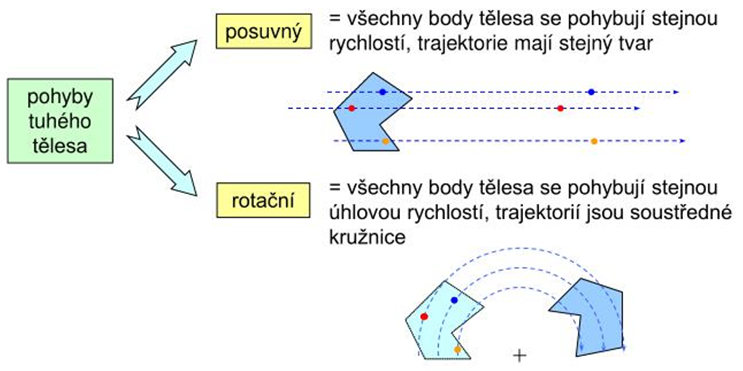 pohyby
tuhého
tělesa
posuvný
= všechny body tělesa se pohybují stejnou
rychlostí, trajektorie mají stejný tvar
rotační
= všechny body tělesa se pohybují stejnou
úhlovou rychlostí, trajektorií jsou soustředné
kružnice
+